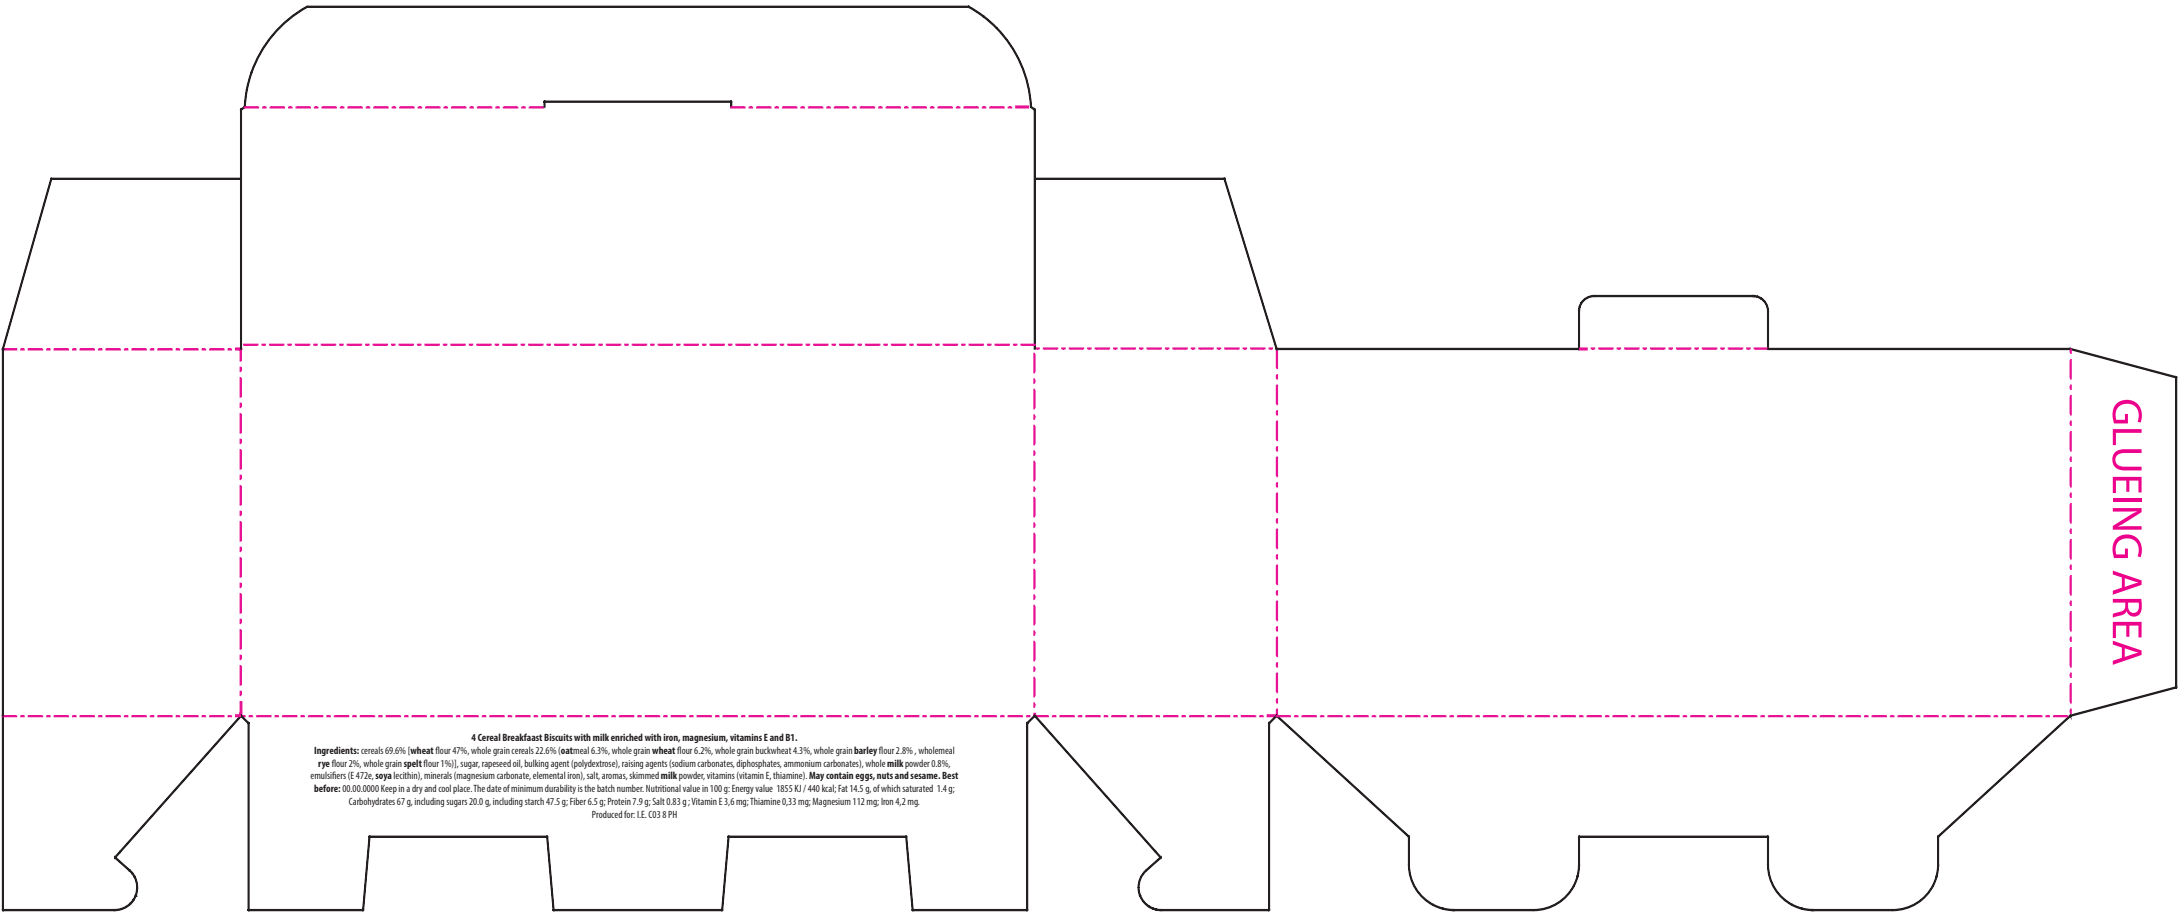 4 Cereal Breakfaast Biscuits with milk enriched with iron, magnesium, vitamins E and B1.
Ingredients: cereals 69.6% [wheat flour 47%, whole grain cereals 22.6% (oatmeal 6.3%, whole grain wheat flour 6.2%, whole grain buckwheat 4.3%, whole grain barley flour 2.8% , wholemeal
rye flour 2%, whole grain spelt flour 1%)], sugar, rapeseed oil, bulking agent (polydextrose), raising agents (sodium carbonates, diphosphates, ammonium carbonates), whole milk powder 0.8%,
emulsifiers (E 472e, soya lecithin), minerals (magnesium carbonate, elemental iron), salt, aromas, skimmed milk powder, vitamins (vitamin E, thiamine). May contain eggs, nuts and sesame. Best
before: 00.00.0000 Keep in a dry and cool place. The date of minimum durability is the batch number. Nutritional value in 100 g: Energy value 1855 KJ / 440 kcal; Fat 14.5 g, of which saturated 1.4 g;
Carbohydrates 67 g, including sugars 20.0 g, including starch 47.5 g; Fiber 6.5 g; Protein 7.9 g; Salt 0.83 g ; Vitamin E 3,6 mg; Thiamine 0,33 mg; Magnesium 112 mg; Iron 4,2 mg.
Produced for: I.E. C03 8 PH
GLUEING AREA